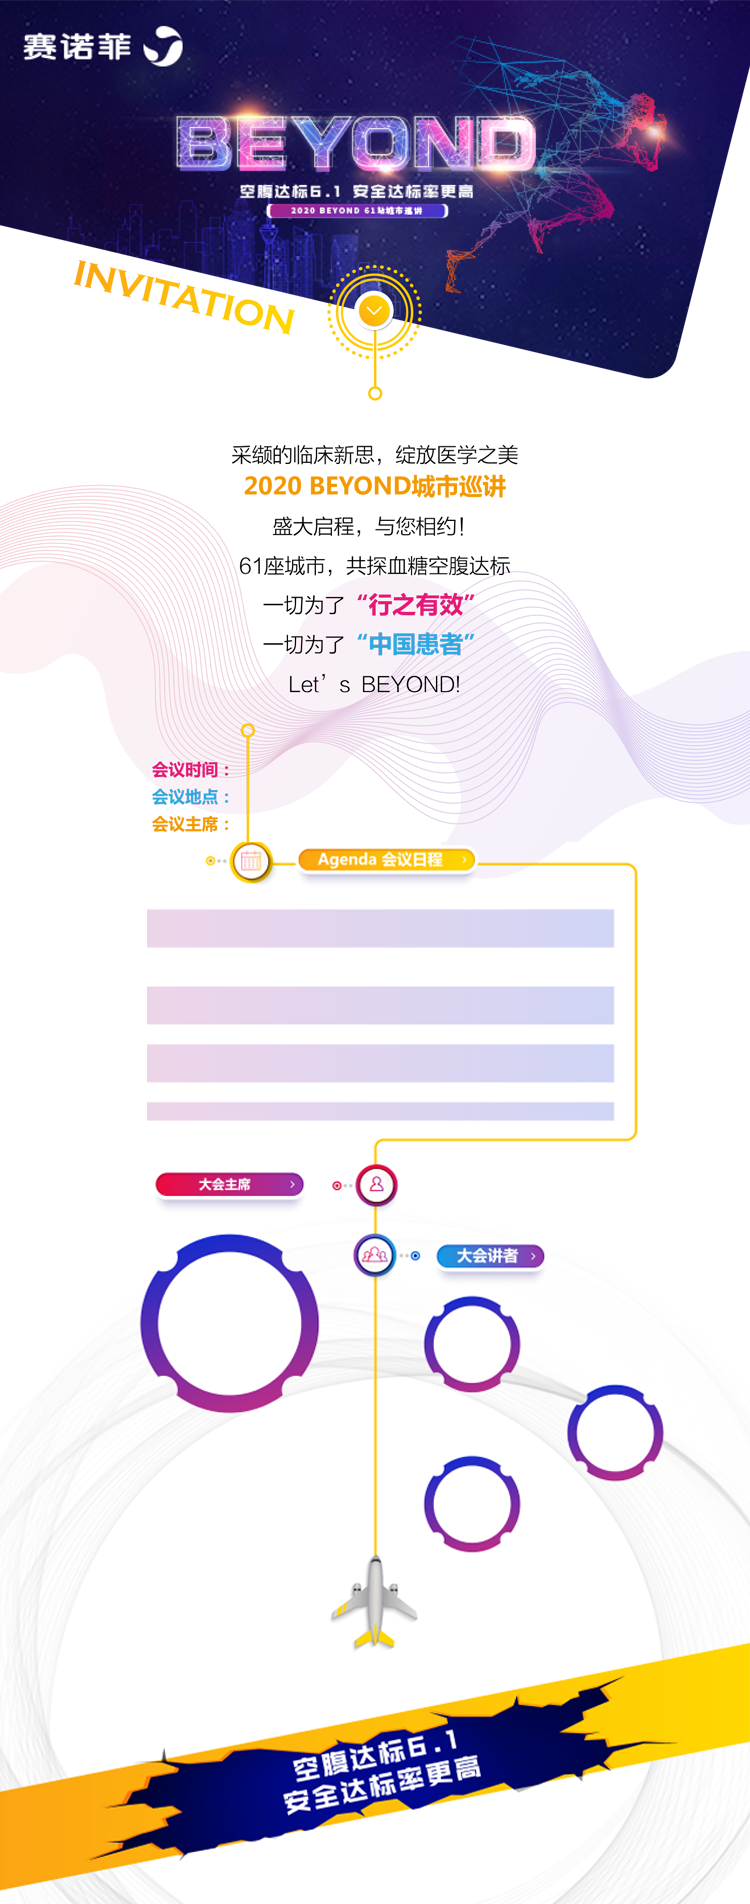 赛诺菲
BEYOND
空腹达标6.1 安全达标率更高
2020 BEYOND 61站城市巡讲
INVITATION
采缬的临床新思，绽放医学之美
2020 BEYOND城市巡讲
盛大启程，与您相约！
61座城市，共探血糖空腹达标
一切为了“行之有效”
一切为了“中国患者”
Let’s BEYOND!
会议时间：
会议地点：
会议主席：
Agenda 会议日程
大会主席
大会讲者
空腹达标6.1
安全达标率更高